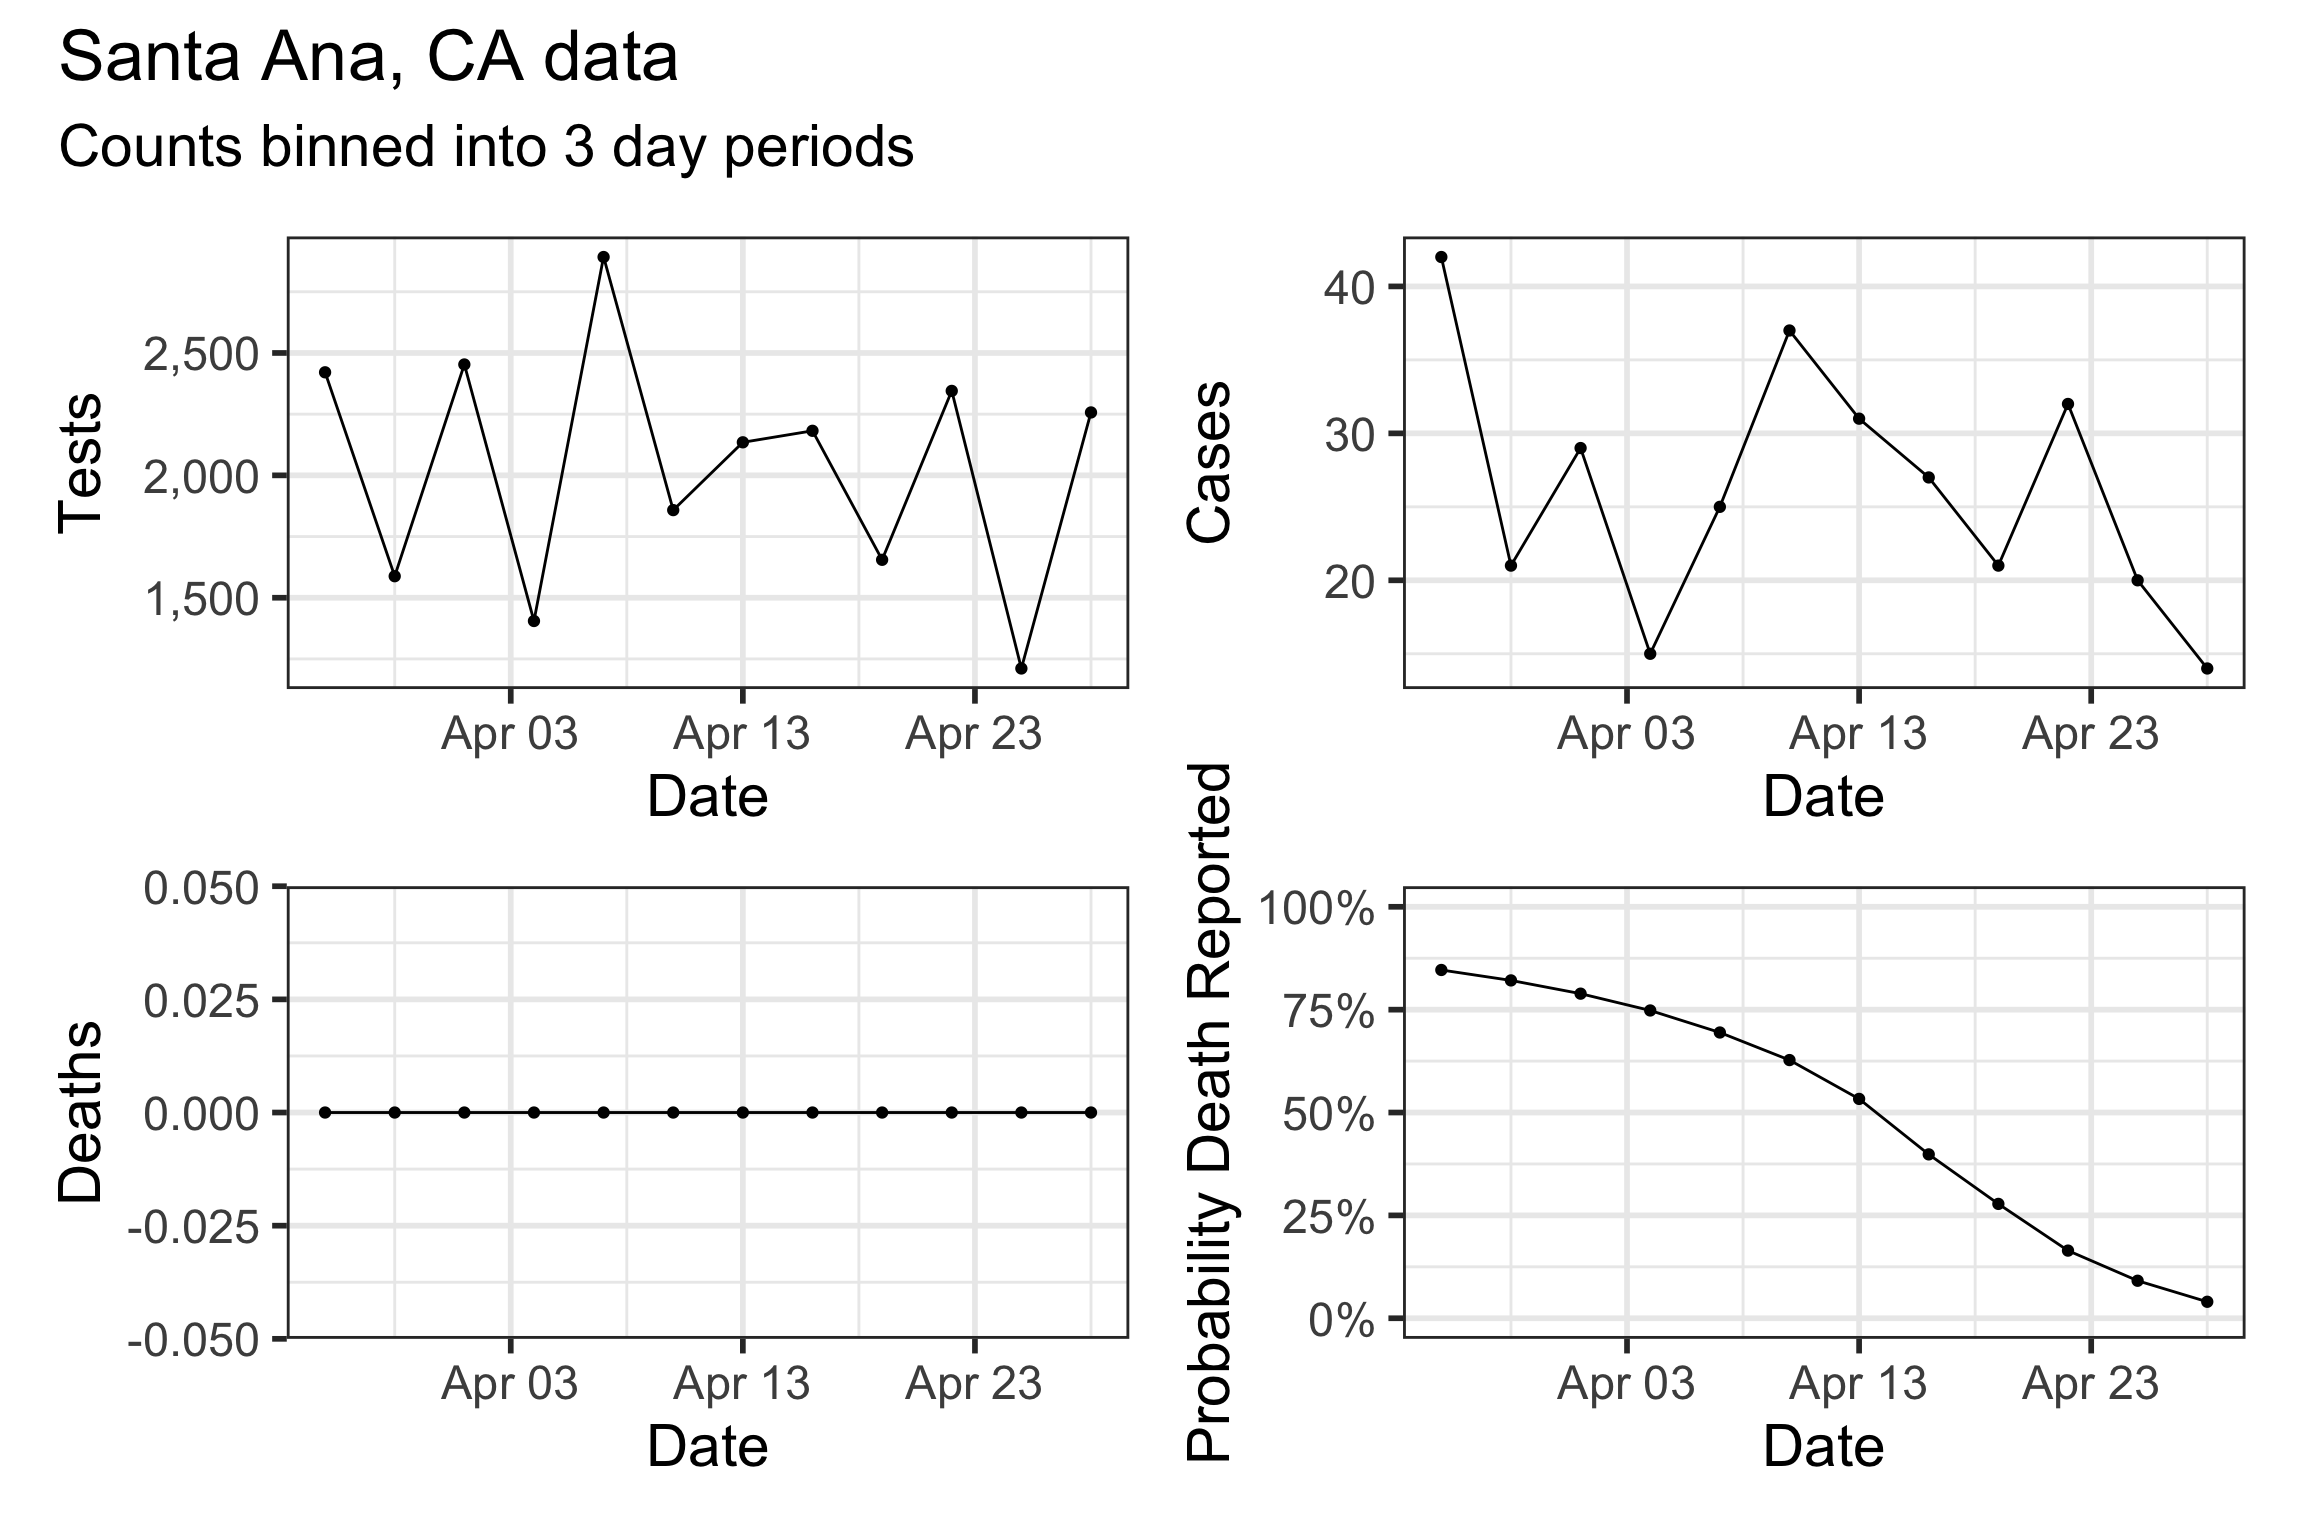 Santa Ana, CA data
Counts binned into 3 day periods
Tests
2,500
2,000
1,500
Apr 03 Apr 13 Apr 23
Date
Cases
40
30
20
Apr 03 Apr 13 Apr 23
Date
Deaths
0.050
0.025
0.000
-0.025
-0.050
Apr 03 Apr 13 Apr 23
Date
Probability Death Reported
100%
75%
50%
25%
0%
Apr 03 Apr 13 Apr 23
Date